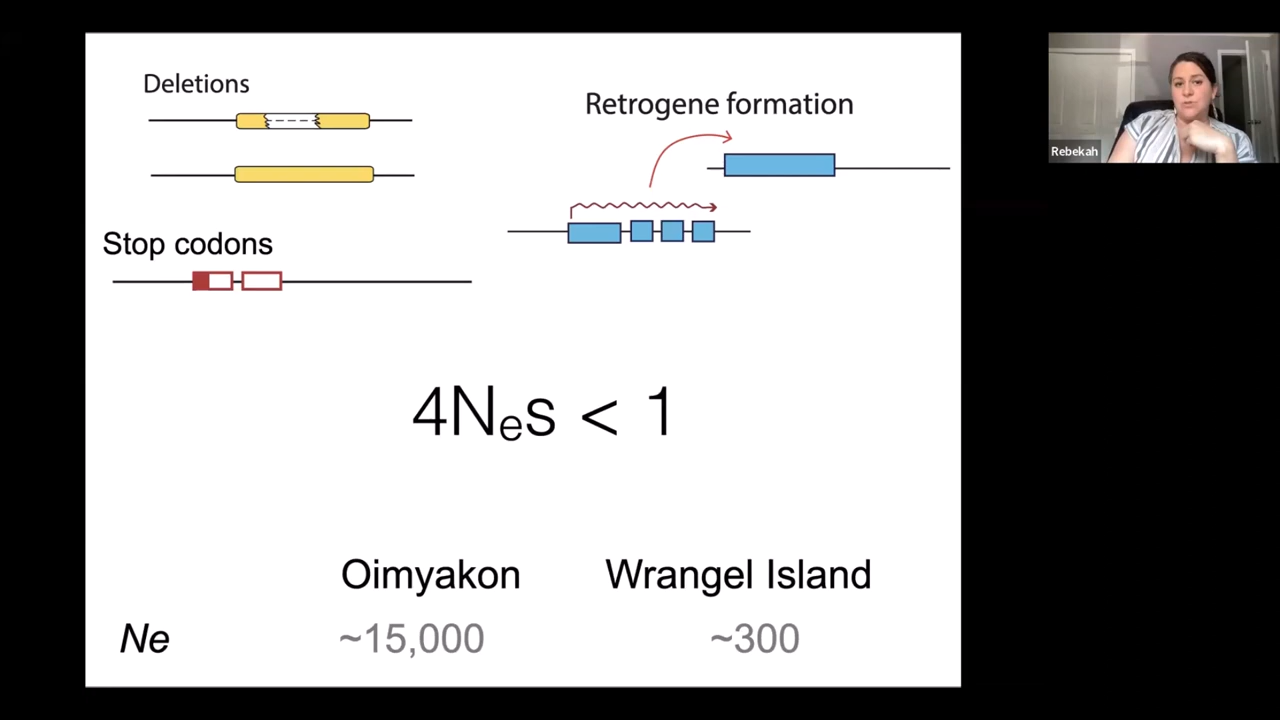 Deletions
Retrogene formation
Stop codons
4Nₑs < 1
Oimyakon Wrangel Island
Ne ~15,000 ~300
Rebekah